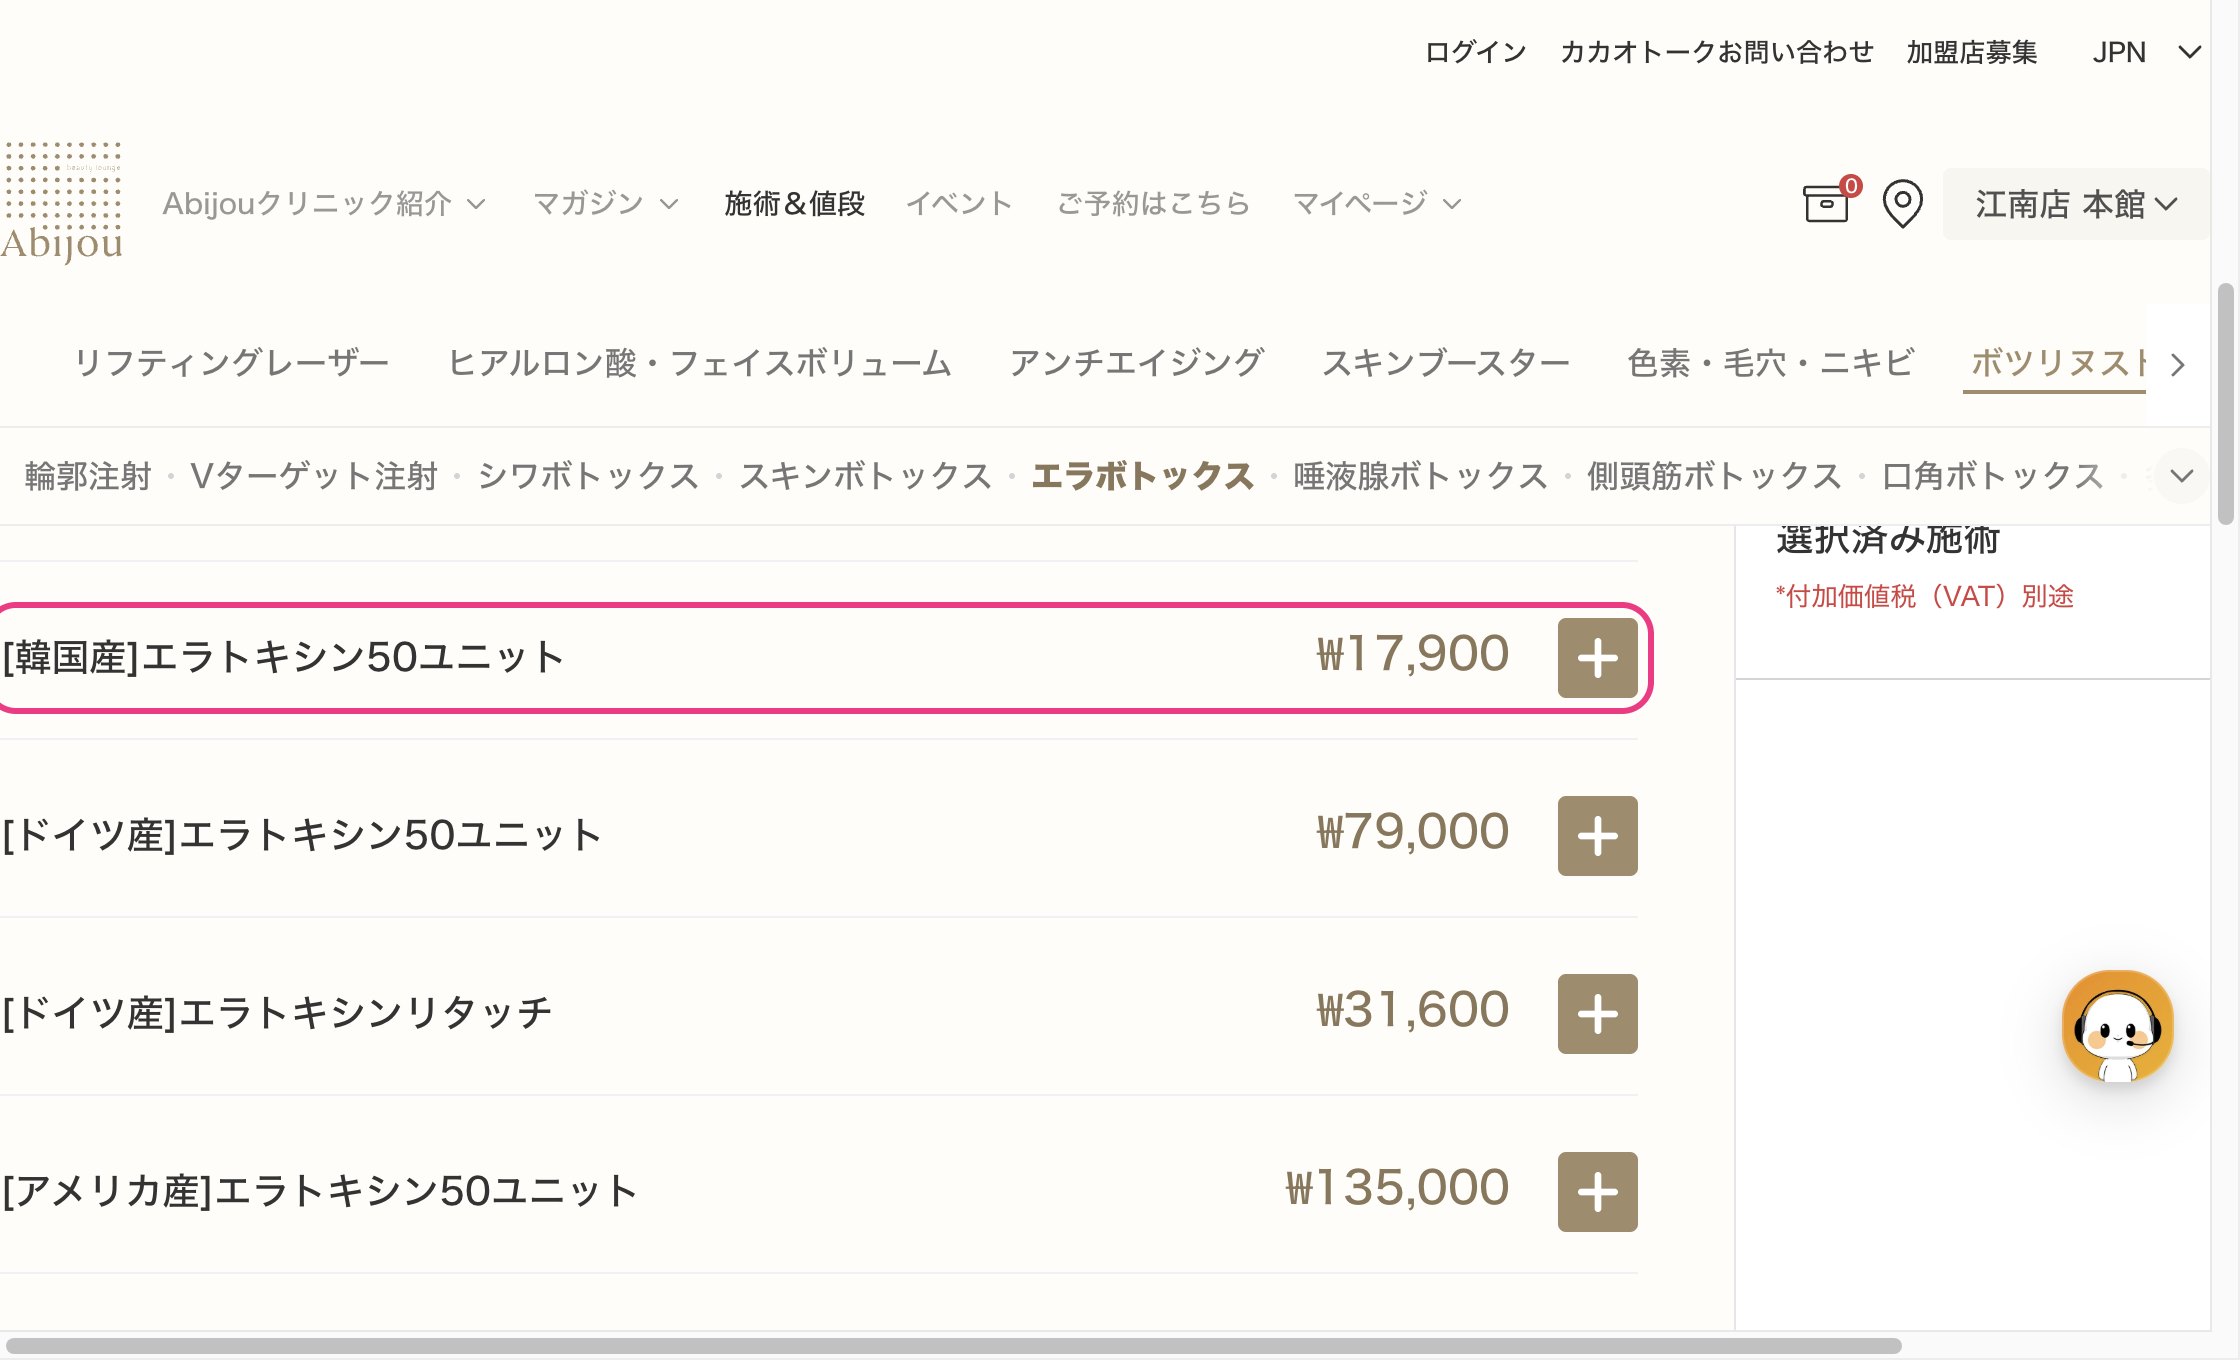 ログイン カカオトークお問い合わせ 加盟店募集 JPN
beauty lounge
Abijou
Abijouクリニック紹介 マガジン 施術＆値段 イベント ご予約はこちら マイページ 0 江南店 本館
リフティングレーザー ヒアルロン酸・フェイスボリューム アンチエイジング スキンブースター 色素・毛穴・ニキビ ボツリヌスト
輪郭注射 • Vターゲット注射 • シワボトックス • スキンボトックス • エラボトックス • 唾液腺ボトックス • 側頭筋ボトックス • 口角ボトックス •
選択済み施術
*付加価値税（VAT）別途
[韓国産]エラトキシン50ユニット ₩17,900
[ドイツ産]エラトキシン50ユニット ₩79,000
[ドイツ産]エラトキシンリタッチ ₩31,600
[アメリカ産]エラトキシン50ユニット ₩135,000